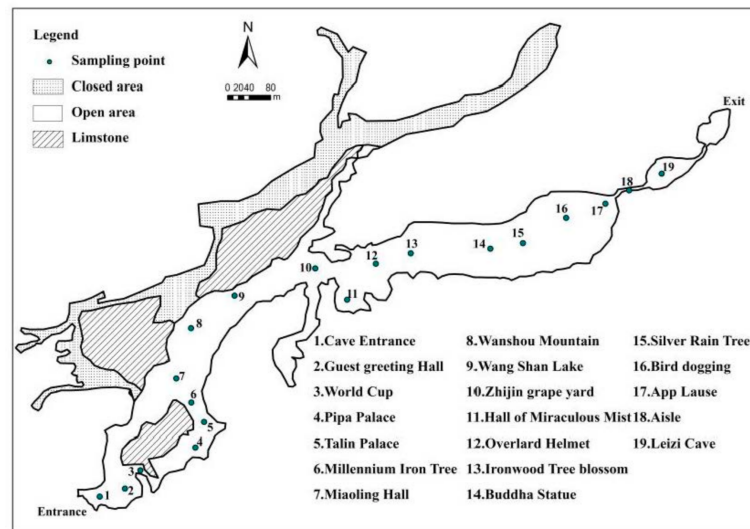 Legend
Sampling point
Closed area
Open area
Limstone
N
0 2040 80
m
Exit
19
18
17
16
15
14
13
12
10
11
9
8
7
6
5
4
3
2
1
Entrance
1.Cave Entrance 8.Wanshou Mountain 15.Silver Rain Tree
2.Guest greeting Hall 9.Wang Shan Lake 16.Bird dogging
3.World Cup 10.Zhijin grape yard 17.App Lause
4.Pipa Palace 11.Hall of Miraculous Mist 18.Aisle
5.Talin Palace 12.Overlard Helmet 19.Leizi Cave
6.Millennium Iron Tree 13.Ironwood Tree blossom
7.Miaoling Hall 14.Buddha Statue